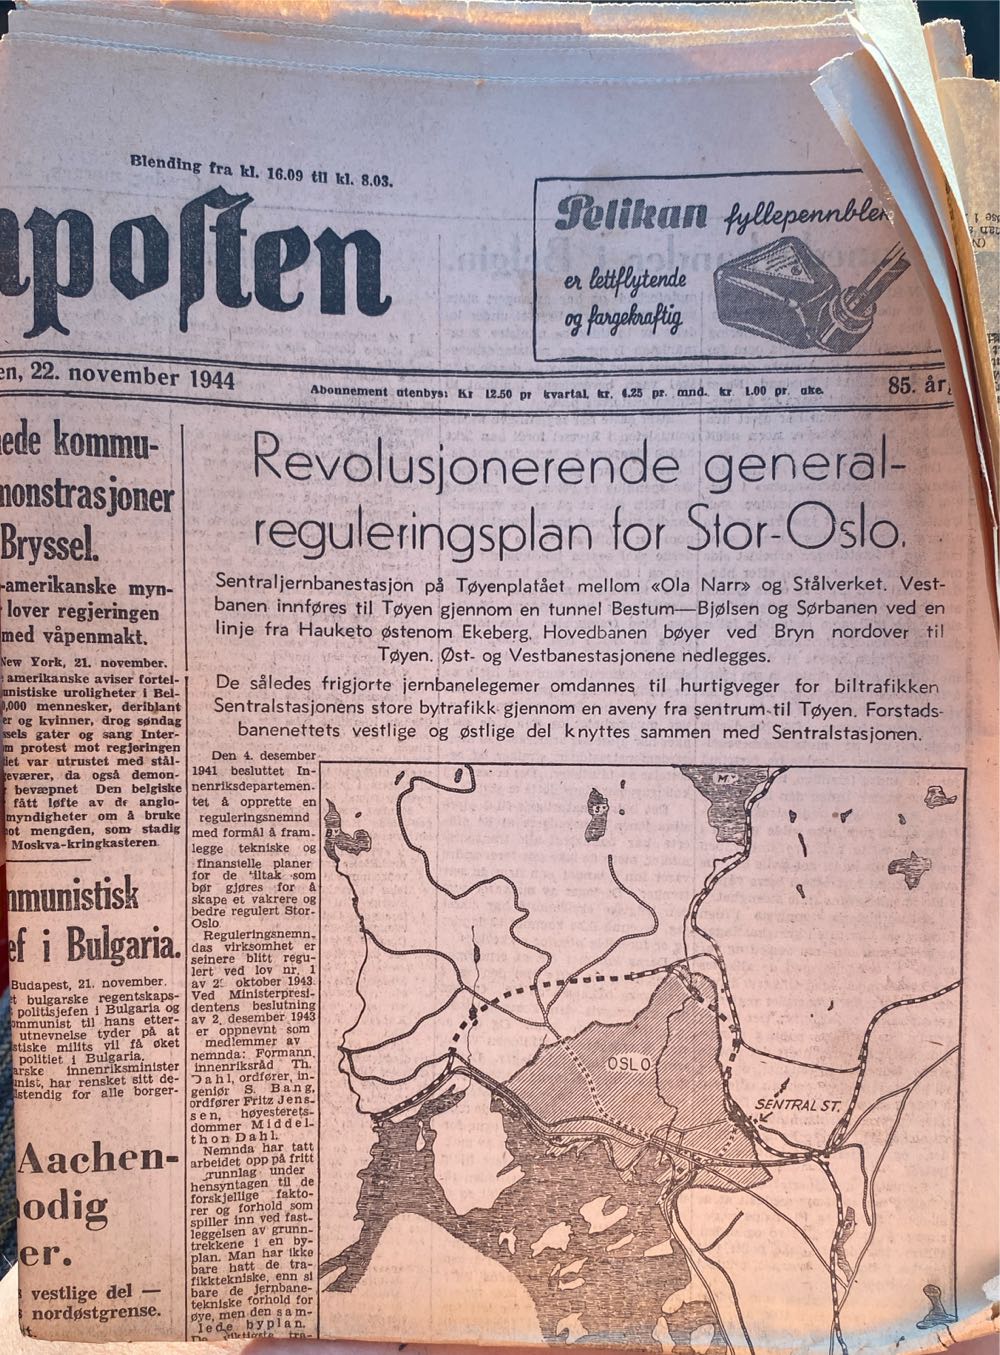 Blending fra kl. 16.09 til kl. 8.03.
posten
Pelikan fyllepennblek
er lettflytende
og fargekraftig
en, 22. november 1944
Abonnement utenbys: Kr 12.50 pr kvartal, kr. 4.25 pr. mnd. kr 1.00 pr. uke.
85. år
ede kommu-
onstrasjoner
Bryssel.
-amerikanske myn-
lover regjeringen
med våpenmakt.
New York, 21. november.
amerikanske aviser fortel-
unistiske uroligheter i Bel-
0,000 mennesker, deriblant
er og kvinner, drog søndag
ssels gater og sang Inter-
m protest mot regjeringen
det var utrustet med stål-
geværer, da også demon-
bevæpnet Den belgiske
fått løfte av de anglo-
myndigheter om å bruke
ot mengden, som stadig
Moskva-kringkasteren
mmunistisk
ef i Bulgaria.
Budapest, 21. november.
t bulgarske regentskaps-
politisjefen i Bulgaria og
ommunist til hans etter-
utnevnelse tyder på at
stiske milits vil få øket
politiet i Bulgaria.
arske innenriksminister
unist, har rensket sitt de-
lstendig for alle borger-
Aachen-
odig
er.
vestlige del —
nordøstgrense.
Revolusjonerende general-
reguleringsplan for Stor-Oslo.
Sentraljernbanestasjon på Tøyenplatået mellom «Ola Narr» og Stålverket. Vest-
banen innføres til Tøyen gjennom en tunnel Bestum—Bjølsen og Sørbanen ved en
linje fra Hauketo østenom Ekeberg. Hovedbanen bøyer ved Bryn nordover til
Tøyen. Øst- og Vestbanestasjonene nedlegges.
De således frigjorte jernbanelegemer omdannes til hurtigveger for biltrafikken
Sentralstasjonens store bytrafikk gjennom en aveny fra sentrum til Tøyen. Forstads-
banenettets vestlige og østlige del knyttes sammen med Sentralstasjonen.
Den 4. desember
1941 besluttet In-
nenriksdepartemen-
tet å opprette en
reguleringsnemnd
med formål å fram-
legge tekniske og
finansielle planer
for de tiltak som
bør gjøres for å
skape et vakrere og
bedre regulert Stor-
Oslo
Reguleringsnemn.
das virksomhet er
seinere blitt regu-
lert ved lov nr. 1
av 2. oktober 1943.
Ved Ministerpresi-
dentens beslutning
av 2. desember 1943
er oppnevnt som
medlemmer av
nemnda: Formann,
innenriksråd Th.
Dahl, ordfører, in-
geniør S. Bang,
ordfører Fritz Jens-
sen, høyesterets-
dommer Middel-
thon Dahl.
Nemnda har tatt
arbeidet opp på fritt
grunnlag under
hensyntagen til de
forskjellige fakto-
rer og forhold som
spiller inn ved fast-
leggelsen av grunn-
trekkene i en by-
plan. Man har ikke
bare hatt de tra-
fikktekniske, enn si
bare de jernbane-
tekniske forhold for
øye, men den sam-
lede byplan.
De viktigste tra-
M.
S.
B.
OSLO
SENTRAL ST.